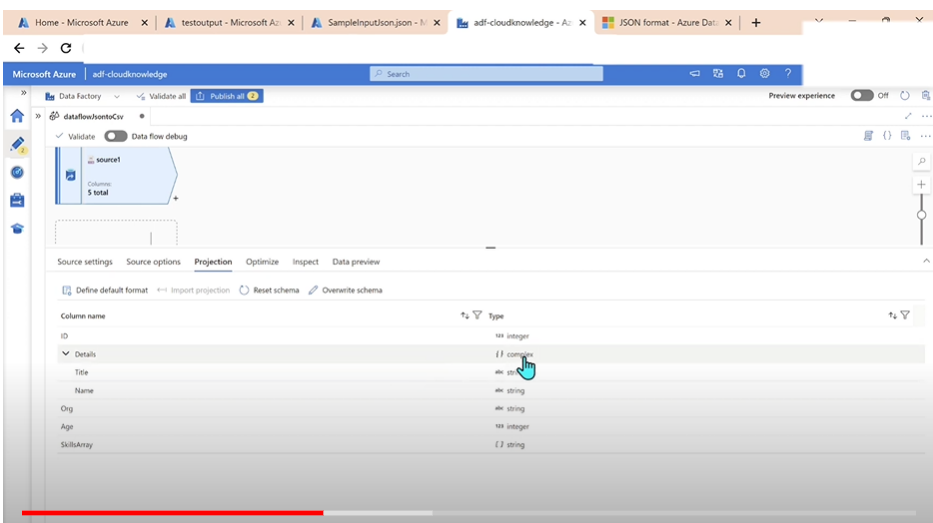 Home - Microsoft Azure
testoutput - Microsoft Az
SampleInputJson.json - M
adf-cloudknowledge - Az
JSON format - Azure Dat
Microsoft Azure
adf-cloudknowledge
Search
Data Factory
Validate all
Publish all 2
Preview experience
Off
2
dataflowJsontoCsv
Validate
Data flow debug
source1
Columns:
5 total
Source settings
Source options
Projection
Optimize
Inspect
Data preview
Define default format
Import projection
Reset schema
Overwrite schema
Column name
Type
ID
123 integer
Details
{ } complex
Title
abc
Name
abc string
Org
abc string
Age
123 integer
SkillsArray
[ ] string